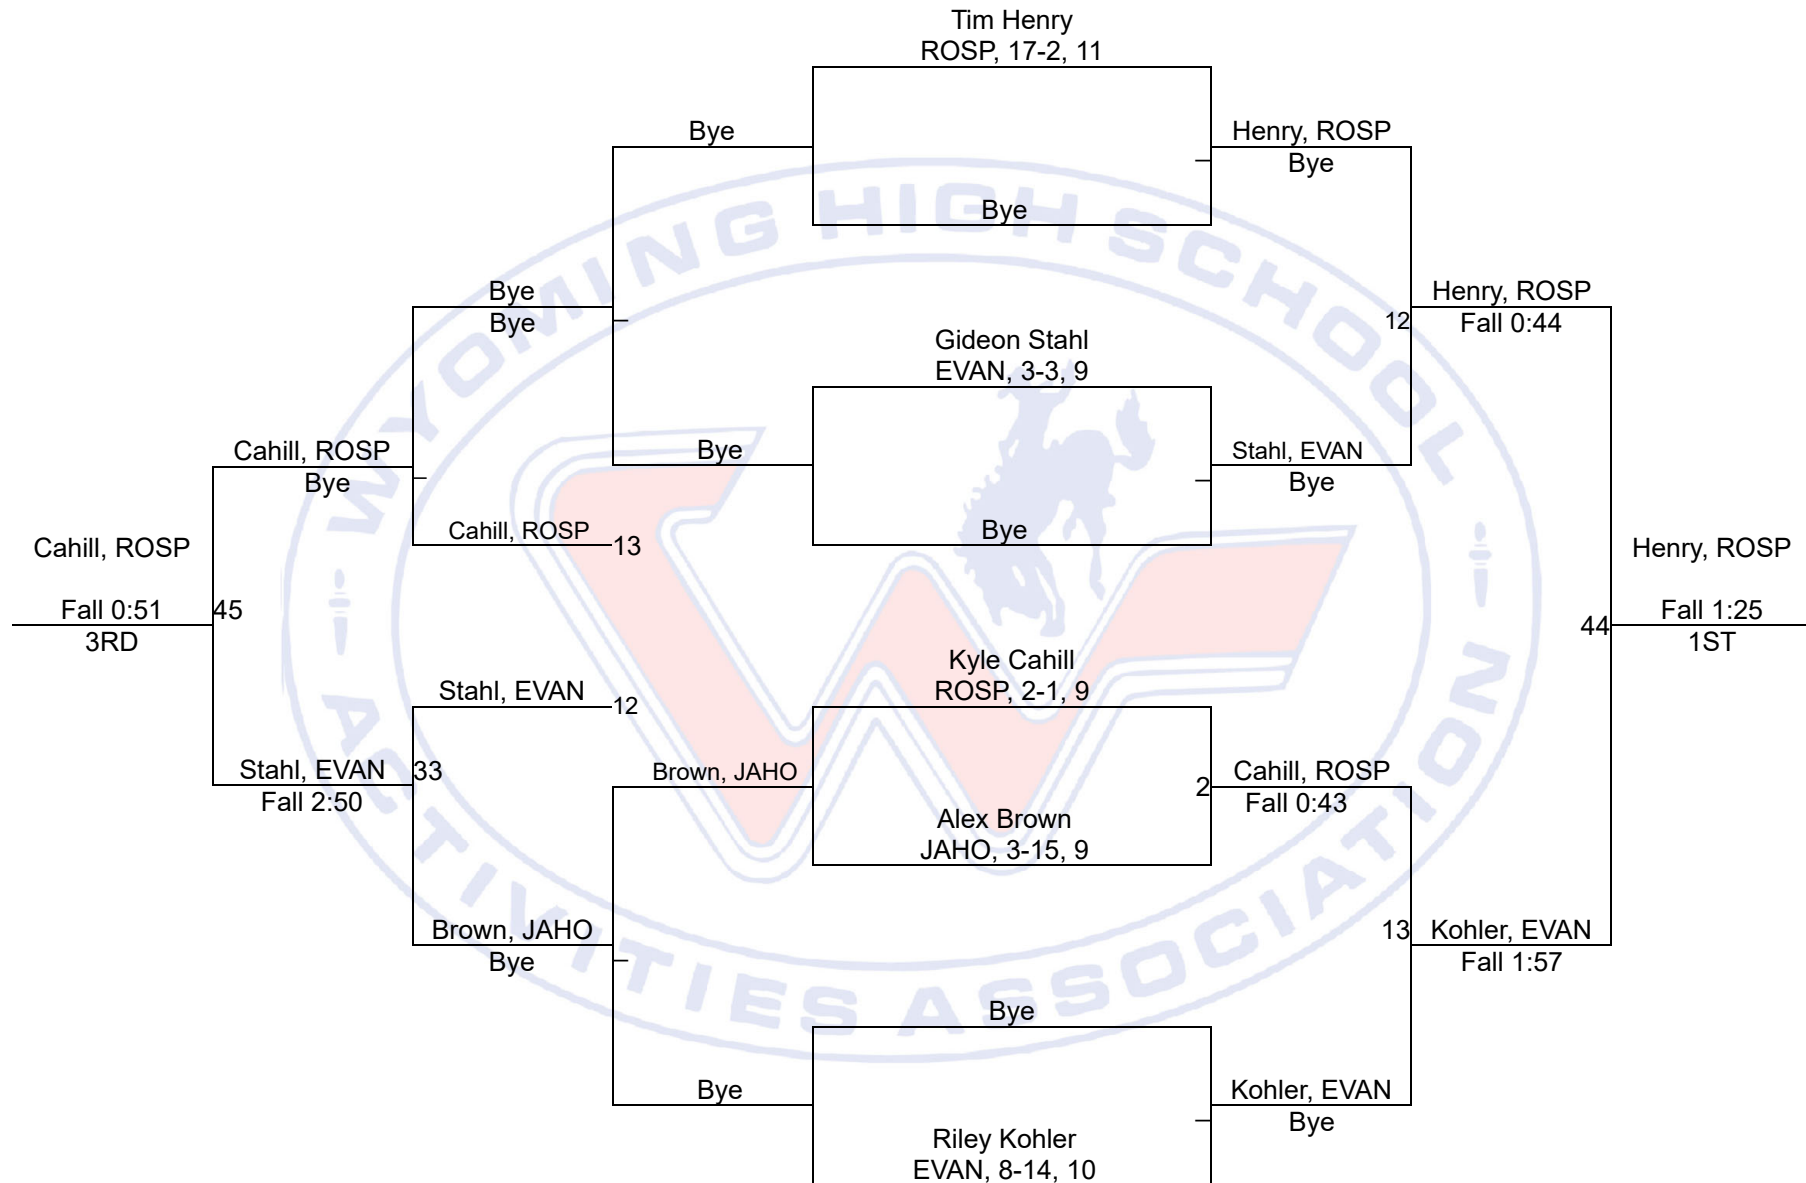 Tim Henry
ROSP, 17-2, 11
Bye
Henry, ROSP
Bye
Bye
Bye
Bye
Henry, ROSP
12
Fall 0:44
Gideon Stahl
EVAN, 3-3, 9
Cahill, ROSP
Bye
Bye
Stahl, EVAN
Bye
Cahill, ROSP
13
Bye
Cahill, ROSP
Fall 0:51
45
3RD
Henry, ROSP
44
Fall 1:25
1ST
Kyle Cahill
ROSP, 2-1, 9
Stahl, EVAN
12
Stahl, EVAN
33
Fall 2:50
Brown, JAHO
2
Cahill, ROSP
Fall 0:43
Alex Brown
JAHO, 3-15, 9
Brown, JAHO
Bye
13
Kohler, EVAN
Fall 1:57
Bye
Bye
Kohler, EVAN
Bye
Riley Kohler
EVAN, 8-14, 10
WYOMING HIGH SCHOOL
ACTIVITIES ASSOCIATION
W